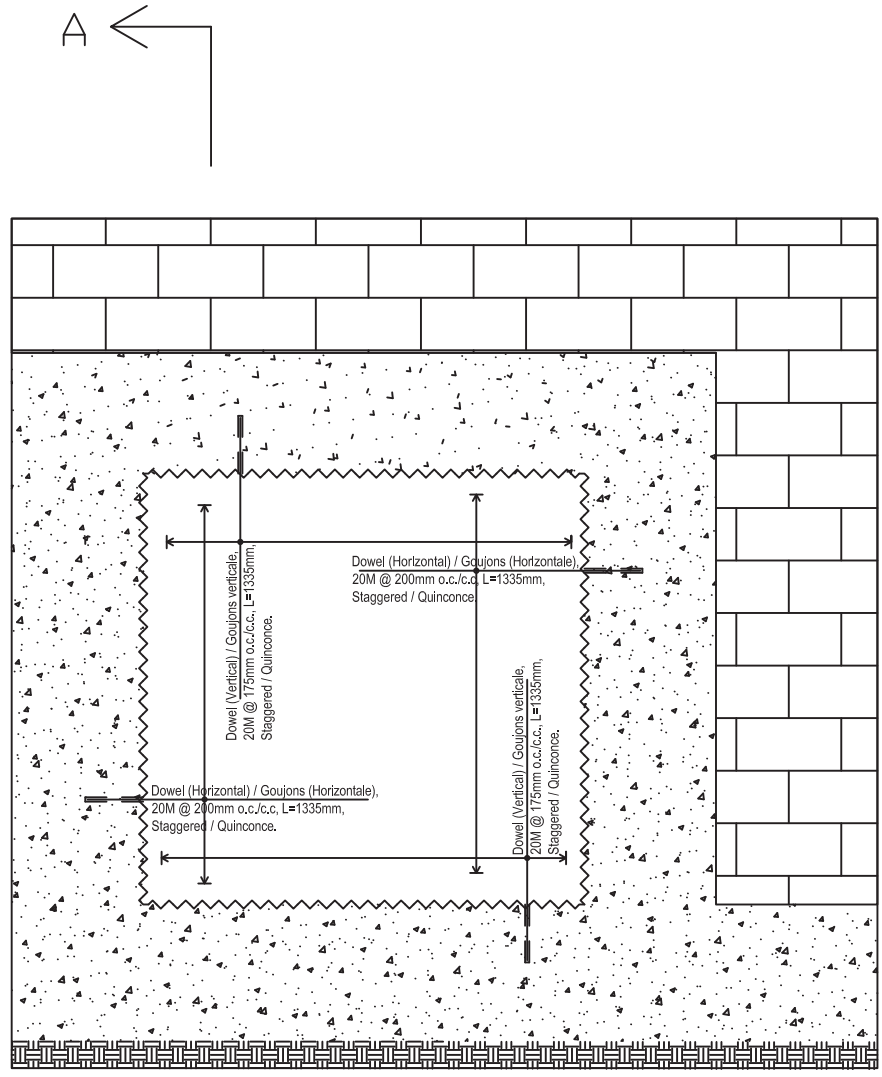 A
Dowel (Vertical) / Goujons verticale,
20M @ 175mm o.c./c.c., L=1335mm,
Staggered / Quinconce.
Dowel (Horizontal) / Goujons (Horizontale),
20M @ 200mm o.c./c.c, L=1335mm,
Staggered / Quinconce.
Dowel (Vertical) / Goujons verticale,
20M @ 175mm o.c./c.c., L=1335mm,
Staggered / Quinconce.
Dowel (Horizontal) / Goujons (Horizontale),
20M @ 200mm o.c./c.c, L=1335mm,
Staggered / Quinconce.